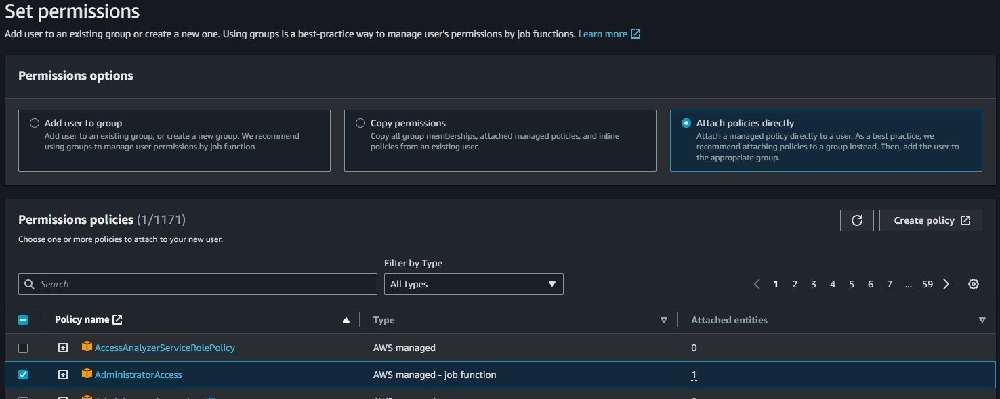 Set permissions
Add user to an existing group or create a new one. Using groups is a best-practice way to manage user's permissions by job functions. Learn more
Permissions options
Add user to group
Add user to an existing group, or create a new group. We recommend
using groups to manage user permissions by job function.
Copy permissions
Copy all group memberships, attached managed policies, and inline
policies from an existing user.
Attach policies directly
Attach a managed policy directly to a user. As a best practice, we
recommend attaching policies to a group instead. Then, add the user to
the appropriate group.
Permissions policies (1/1171)
Choose one or more policies to attach to your new user.
Create policy
Filter by Type
Search
All types
1 2 3 4 5 6 7 ... 59
Policy name Type Attached entities
AccessAnalyzerServiceRolePolicy AWS managed 0
AdministratorAccess AWS managed - job function 1